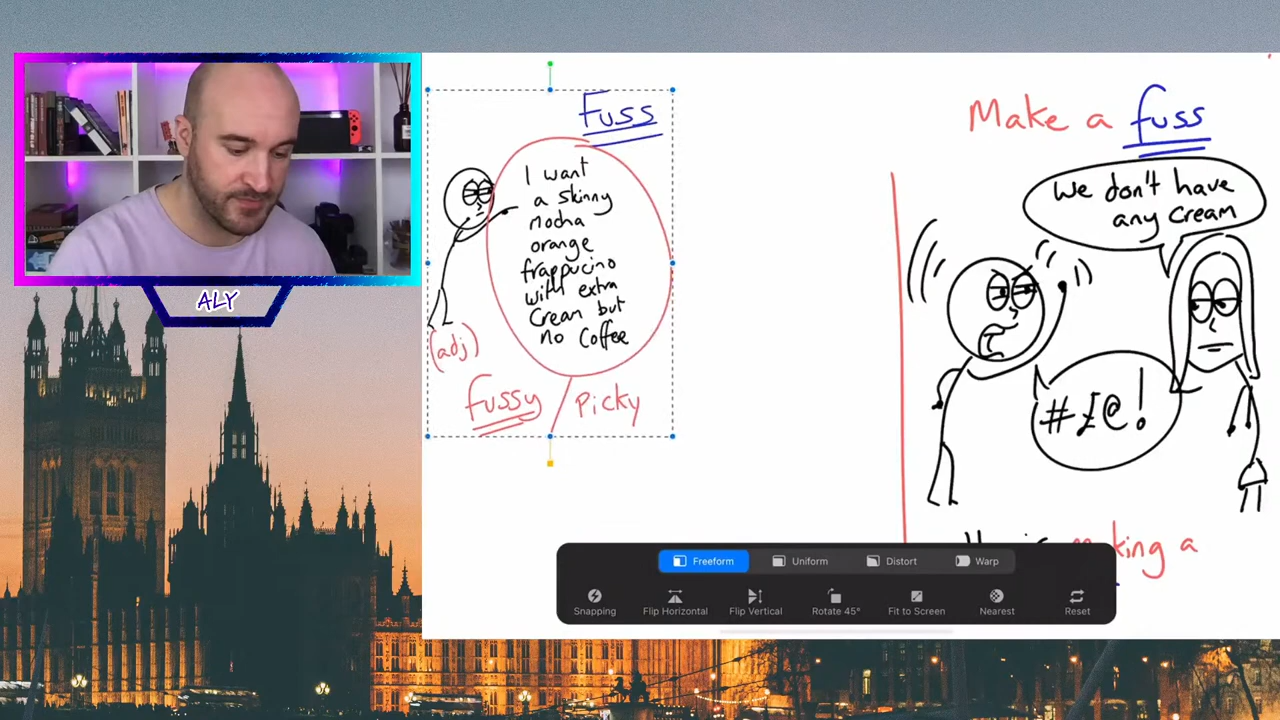 ALY
Fuss
I want
a skinny
mocha
orange
frappucino
with extra
cream but
no coffee
(adj)
fussy / Picky
Make a fuss
We don't have
any cream
#£@!
making a
Freeform
Uniform
Distort
Warp
Snapping
Flip Horizontal
Flip Vertical
Rotate 45°
Fit to Screen
Nearest
Reset